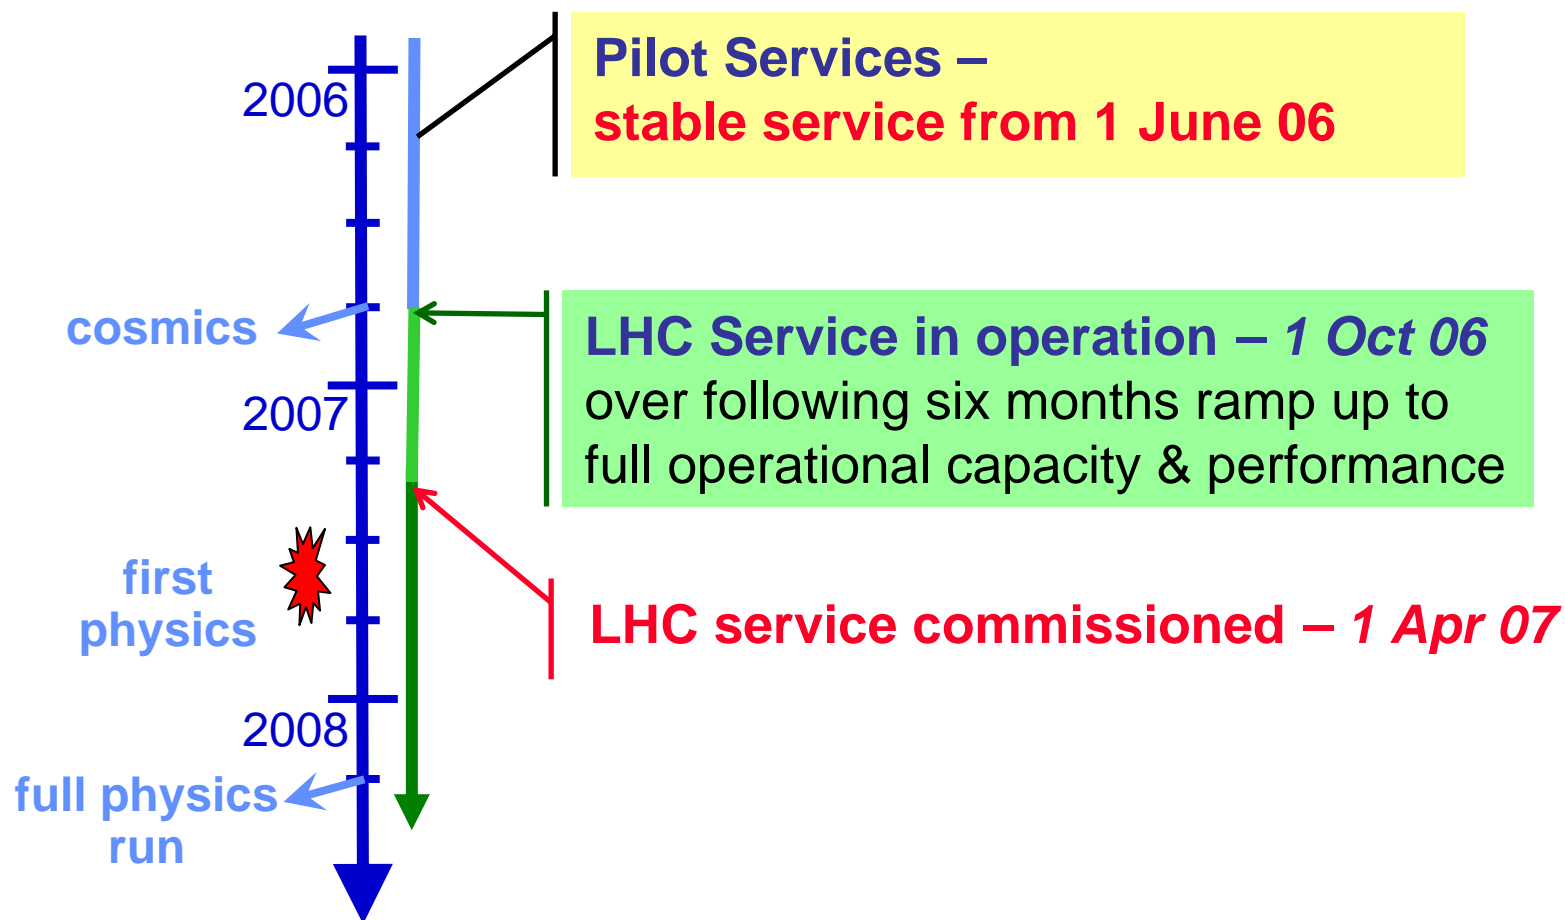 2006
Pilot Services –
stable service from 1 June 06
cosmics
LHC Service in operation – 1 Oct 06
over following six months ramp up to
full operational capacity & performance
2007
first
physics
LHC service commissioned – 1 Apr 07
2008
full physics
run